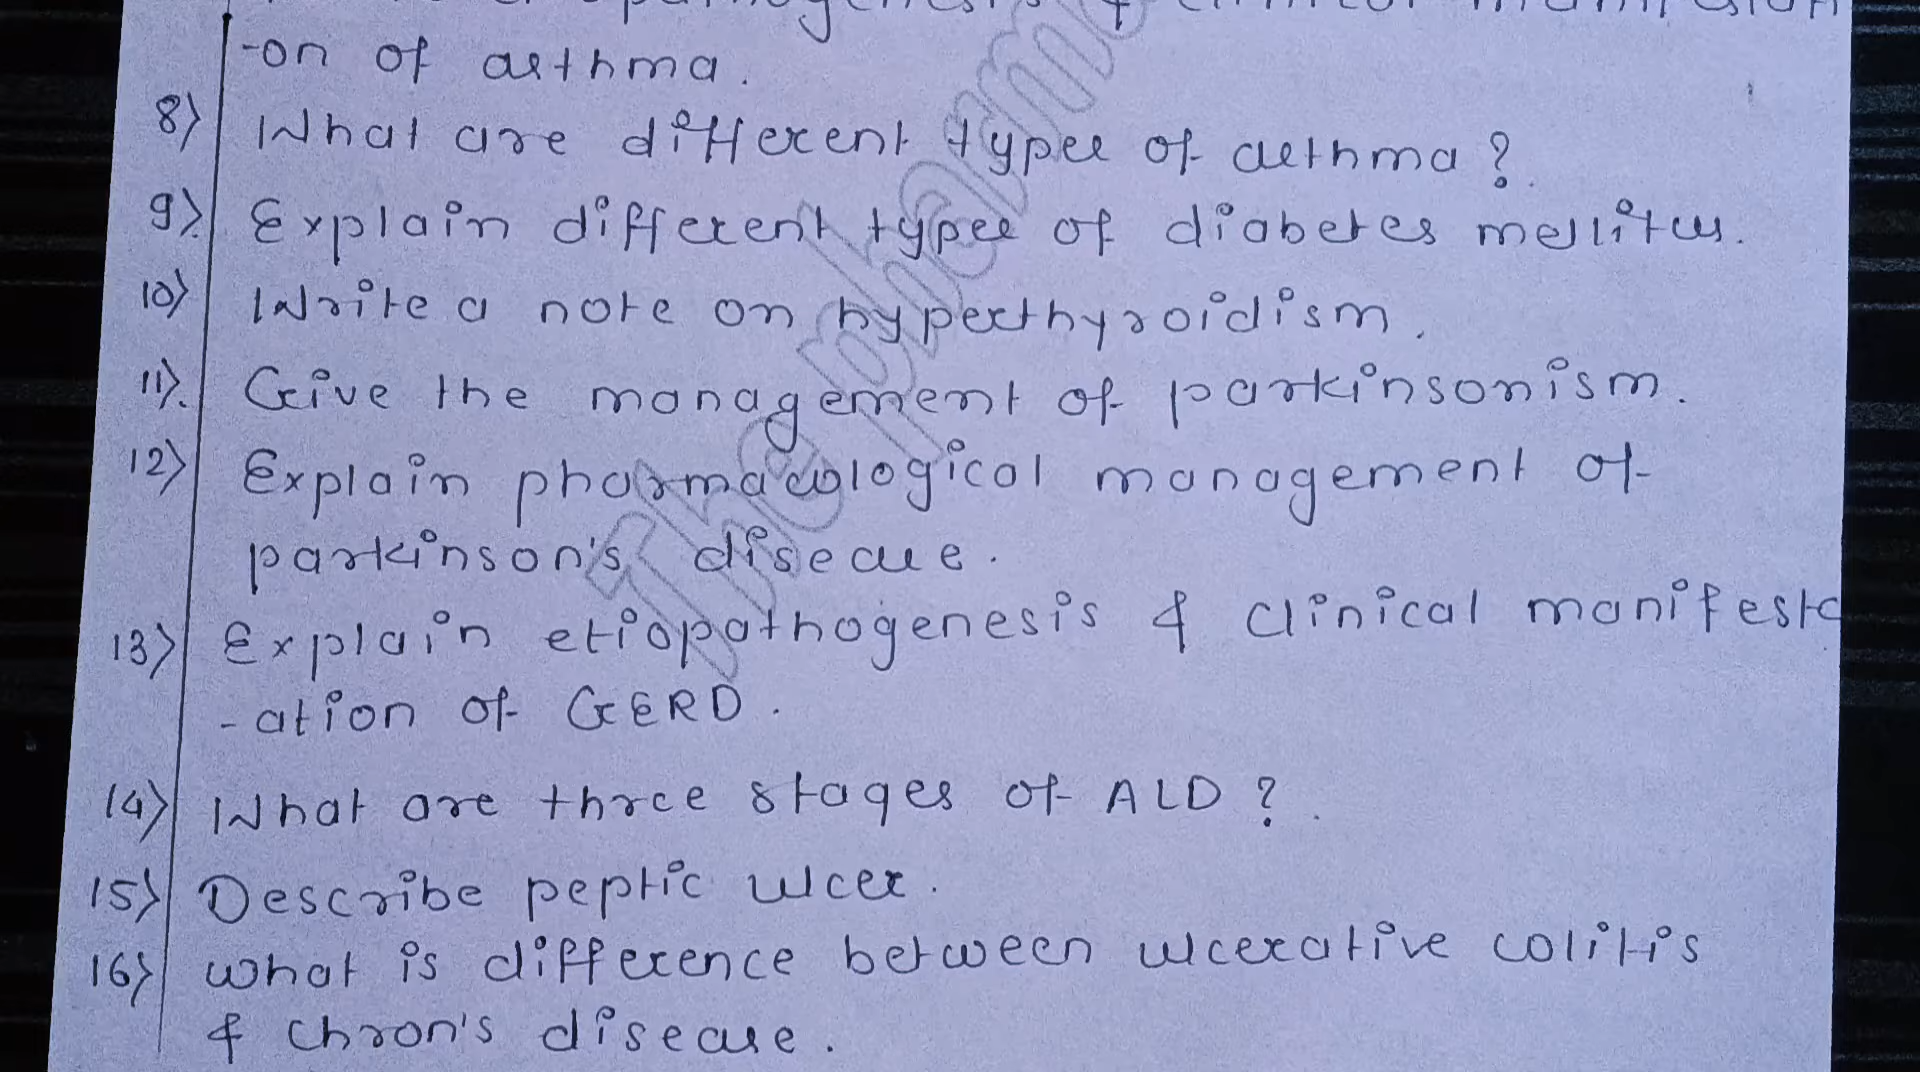 -on of asthma.
8) What are different types of asthma?
9). Explain different types of diabetes mellitus.
10) Write a note on hyperthyroidism.
11). Give the management of parkinsonism.
12) Explain pharmacological management of
parkinson's disease.
13) Explain etiopathogenesis & clinical manifesta
-ation of GERD.
14) What are three stages of ALD?
15) Describe peptic ulcer.
16) what is difference between ulcerative colitis
& chron's disease.